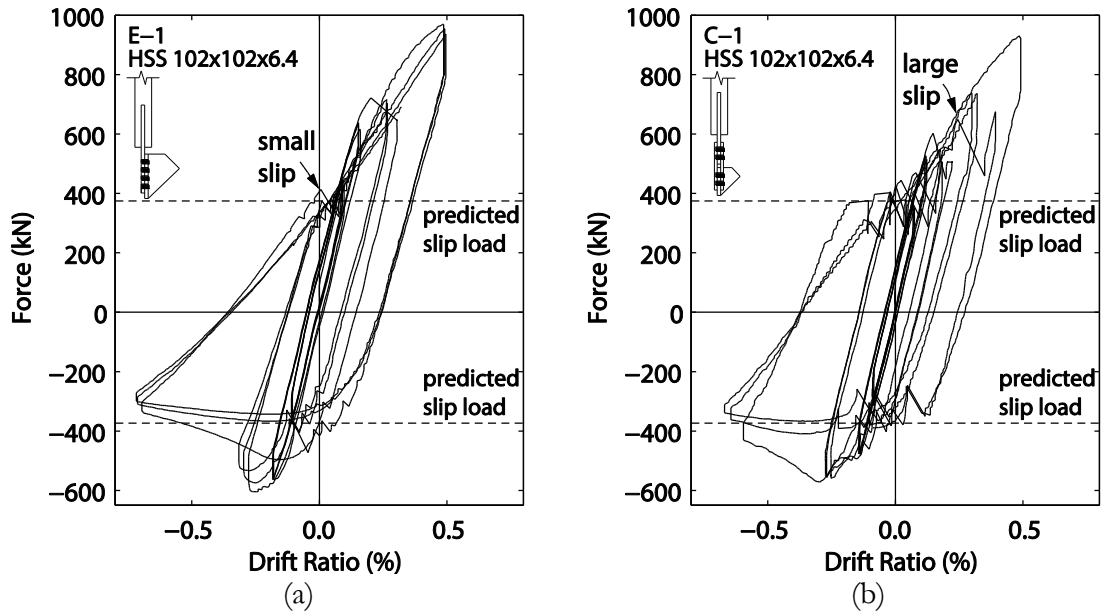 E−1
HSS 102x102x6.4
small
slip
predicted
slip load
predicted
slip load
1000
800
600
400
200
0
−200
−400
−600
Force (kN)
−0.5
0.0
0.5
Drift Ratio (%)
(a)
C−1
HSS 102x102x6.4
large
slip
predicted
slip load
predicted
slip load
1000
800
600
400
200
0
−200
−400
−600
Force (kN)
−0.5
0.0
0.5
Drift Ratio (%)
(b)